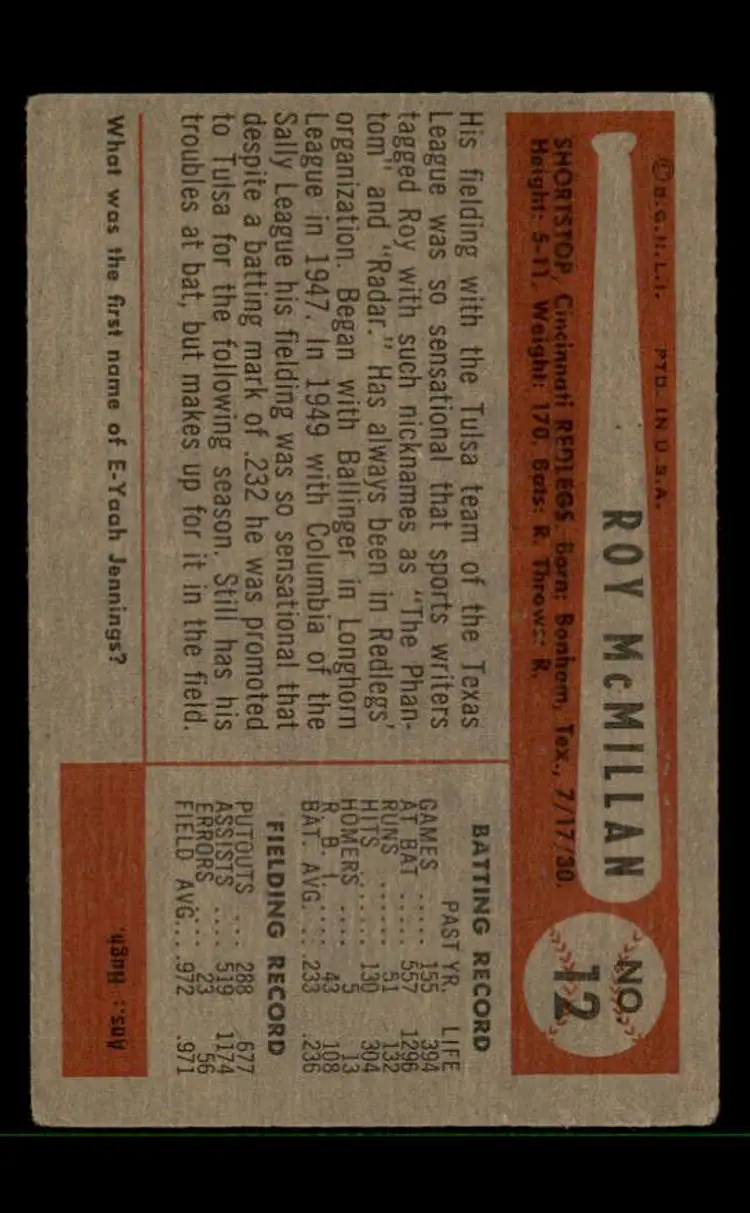 © B.G.H.L.I. PTD. IN U.S.A.
ROY McMILLAN
NO. 12
SHORTSTOP, Cincinnati REDLEGS. Born: Bonham, Tex., 7/17/30.
Height: 5-11. Weight: 170. Bats: R. Throws: R.
His fielding with the Tulsa team of the Texas
League was so sensational that sports writers
tagged Roy with such nicknames as "The Phan-
tom" and "Radar." Has always been in Redlegs'
organization. Began with Ballinger in Longhorn
League in 1947. In 1949 with Columbia of the
Sally League his fielding was so sensational that
despite a batting mark of .232 he was promoted
to Tulsa for the following season. Still has his
troubles at bat, but makes up for it in the field.
BATTING RECORD
PAST YR. LIFE
GAMES ..... 155 394
AT BAT ..... 557 1296
RUNS ...... 51 132
HITS ...... 130 304
HOMERS .... 5 13
R. B. I. .... 43 108
BAT. AVG. .. .233 .236
FIELDING RECORD
PUTOUTS ... 288 677
ASSISTS .... 519 1174
ERRORS .... 23 56
FIELD AVG. .. .972 .971
What was the first name of E-Yaah Jennings?
Ans.: Hugh.